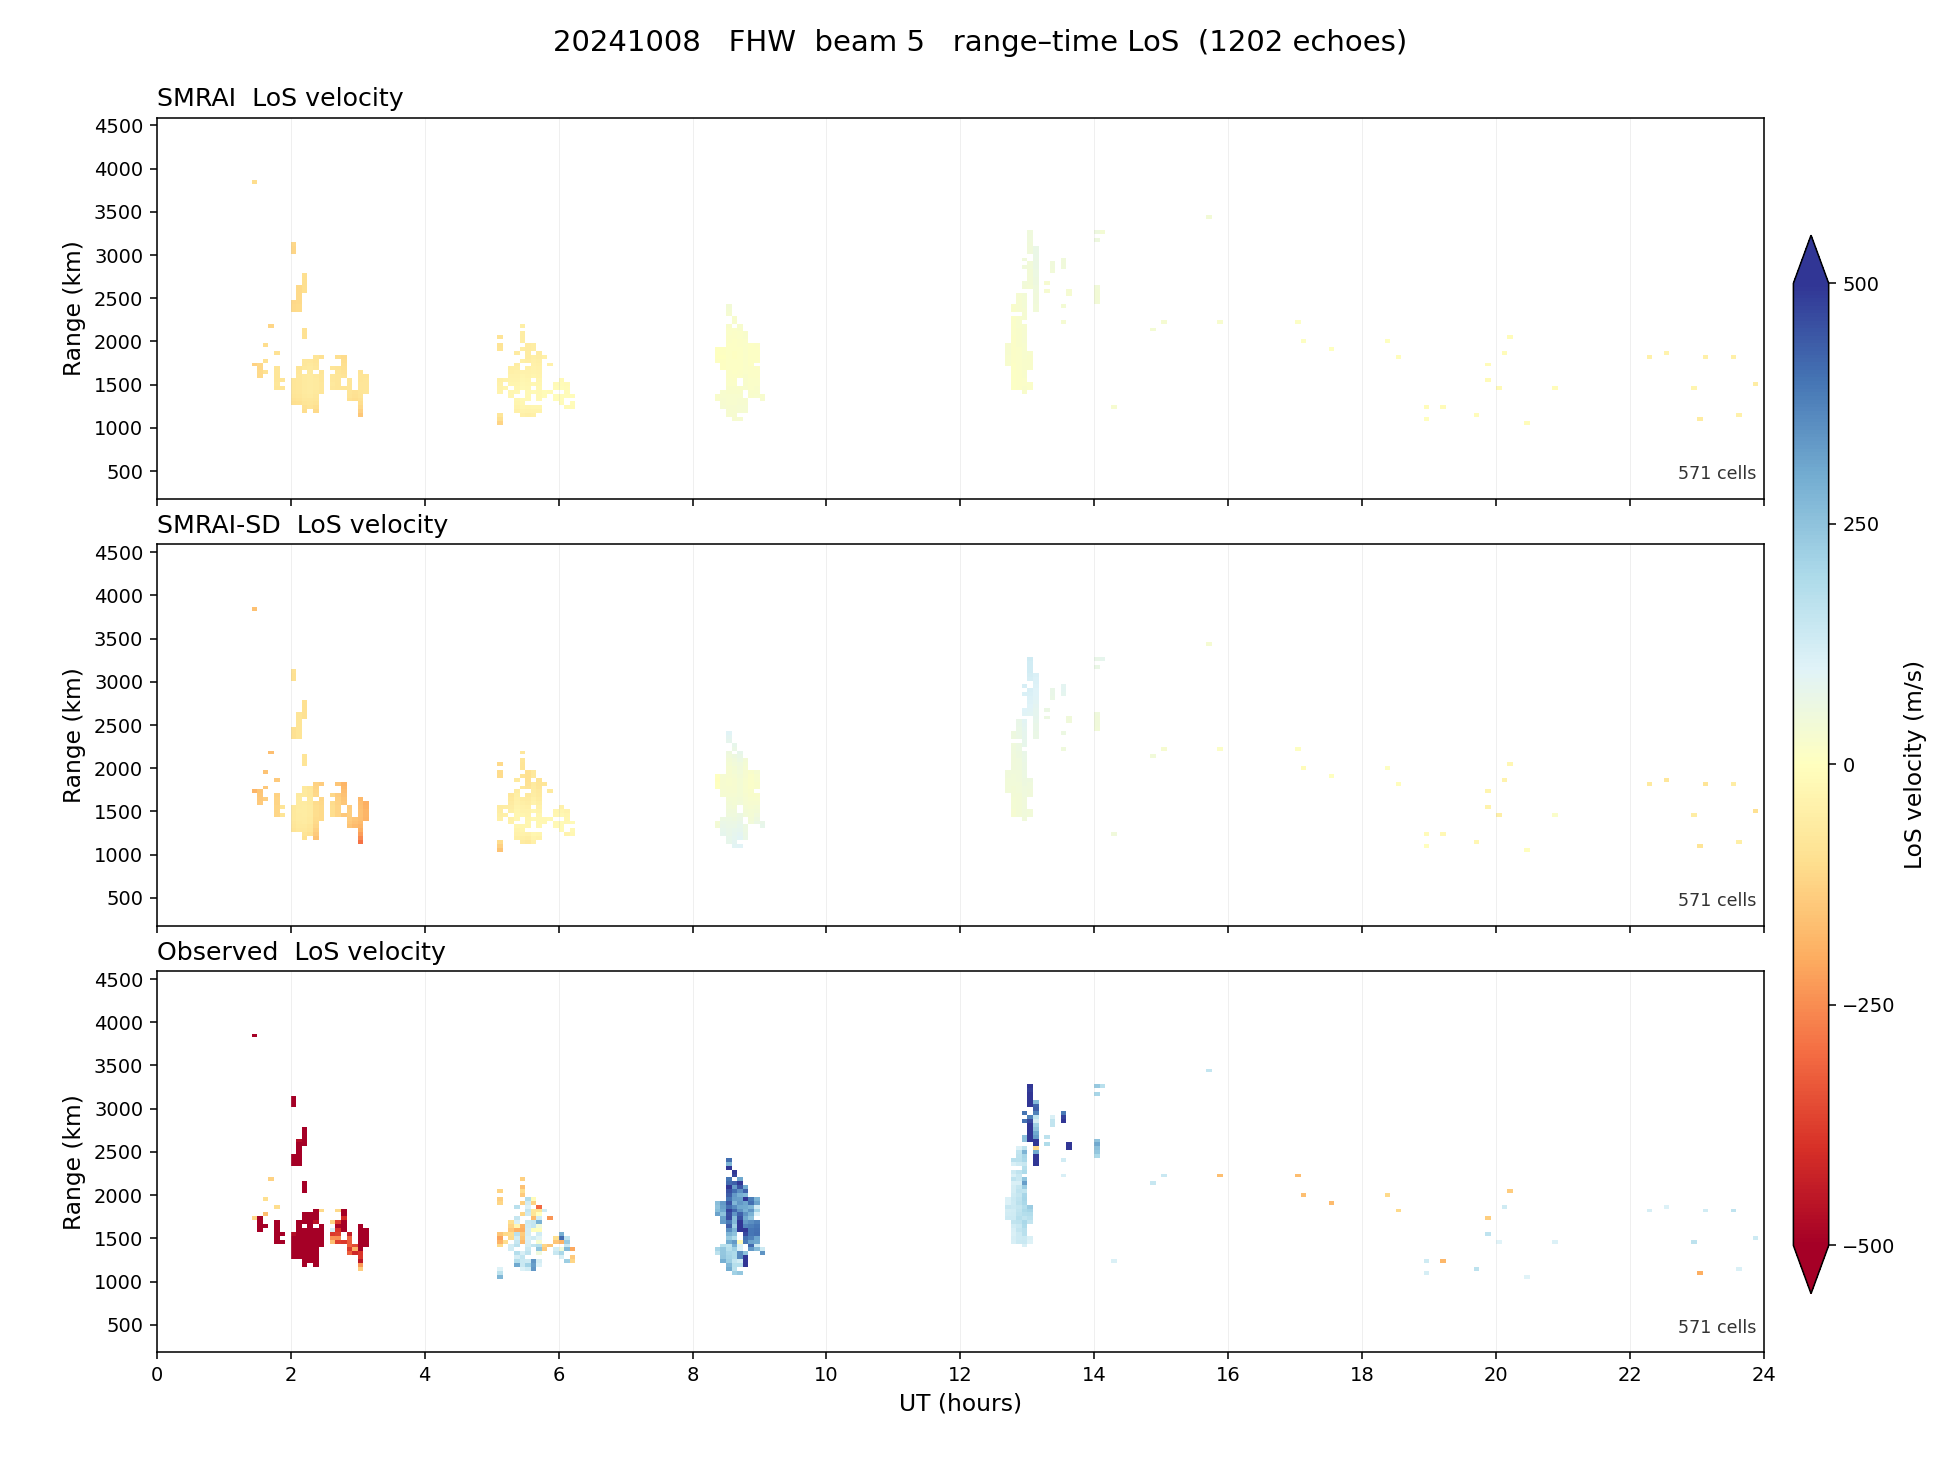 20241008   FHW  beam 5   range–time LoS  (1202 echoes)
SMRAI  LoS velocity
4500
4000
3500
3000
2500
2000
1500
1000
500
Range (km)
571 cells
SMRAI-SD  LoS velocity
4500
4000
3500
3000
2500
2000
1500
1000
500
Range (km)
571 cells
Observed  LoS velocity
4500
4000
3500
3000
2500
2000
1500
1000
500
Range (km)
571 cells
0 2 4 6 8 10 12 14 16 18 20 22 24
UT (hours)
500
250
0
−250
−500
LoS velocity (m/s)